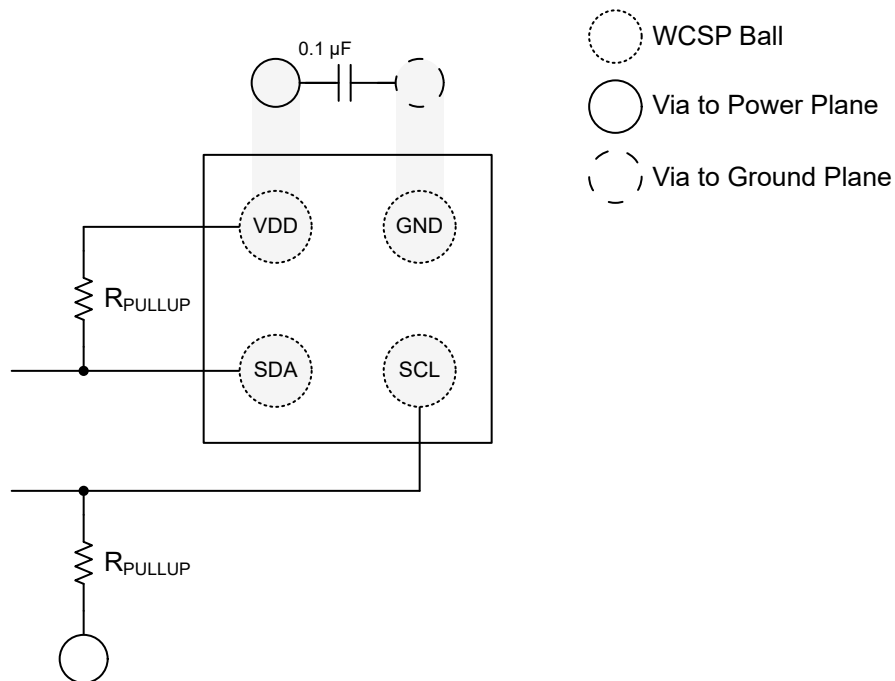 0.1 µF
WCSP Ball
Via to Power Plane
Via to Ground Plane
VDD
GND
RPULLUP
SDA
SCL
RPULLUP